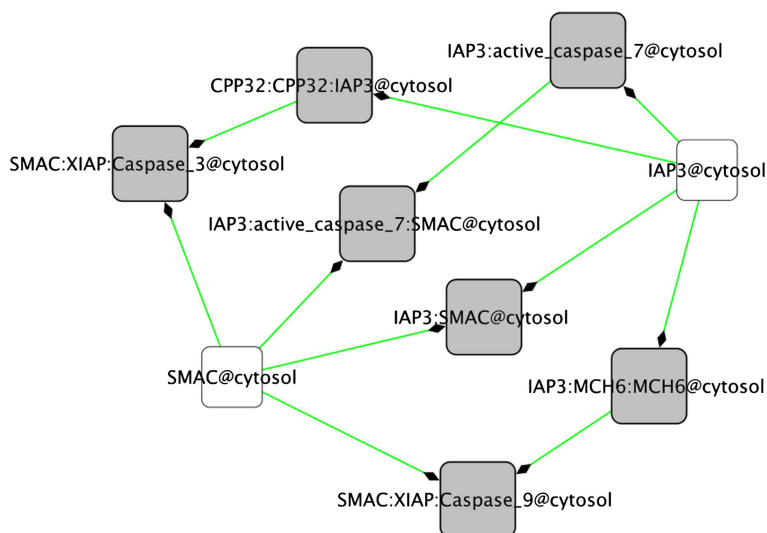 IAP3:active_caspase_7@cytosol
CPP32:CPP32:IAP3@cytosol
SMAC:XIAP:Caspase_3@cytosol
IAP3@cytosol
IAP3:active_caspase_7:SMAC@cytosol
IAP3:SMAC@cytosol
SMAC@cytosol
IAP3:MCH6:MCH6@cytosol
SMAC:XIAP:Caspase_9@cytosol